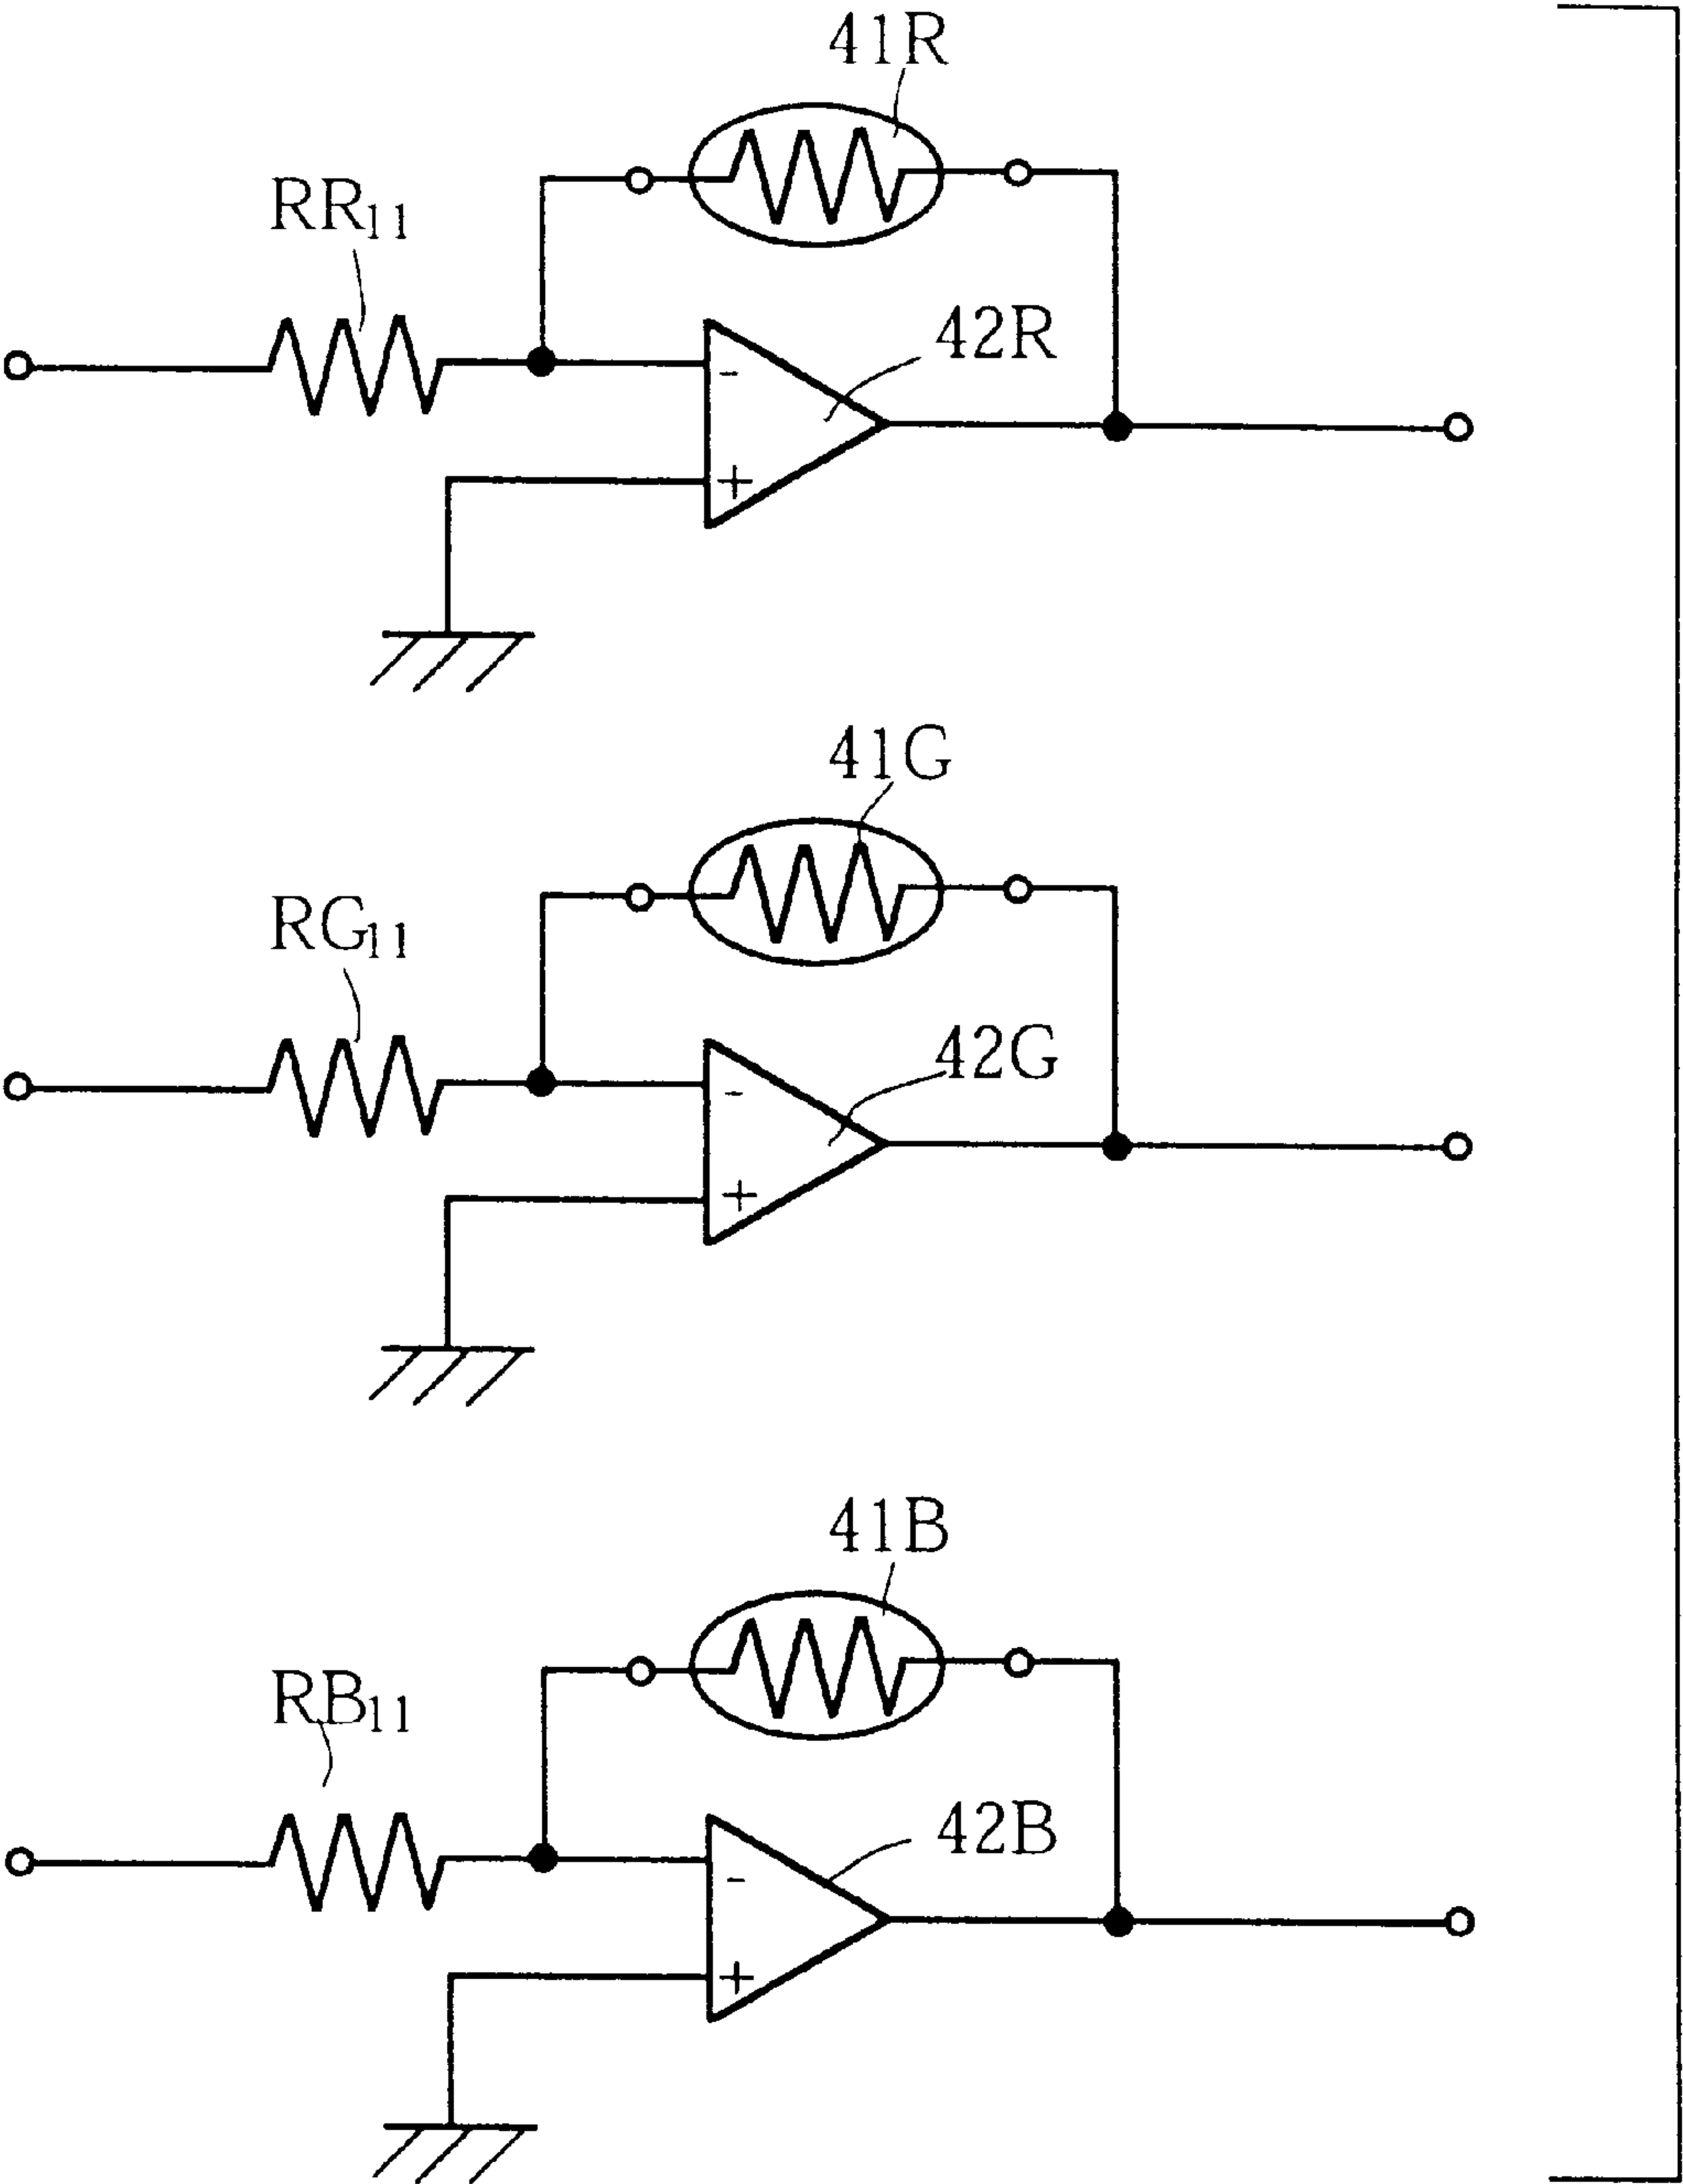 41R
RR₁₁
42R
-
+
41G
RG₁₁
42G
-
+
41B
RB₁₁
42B
-
+